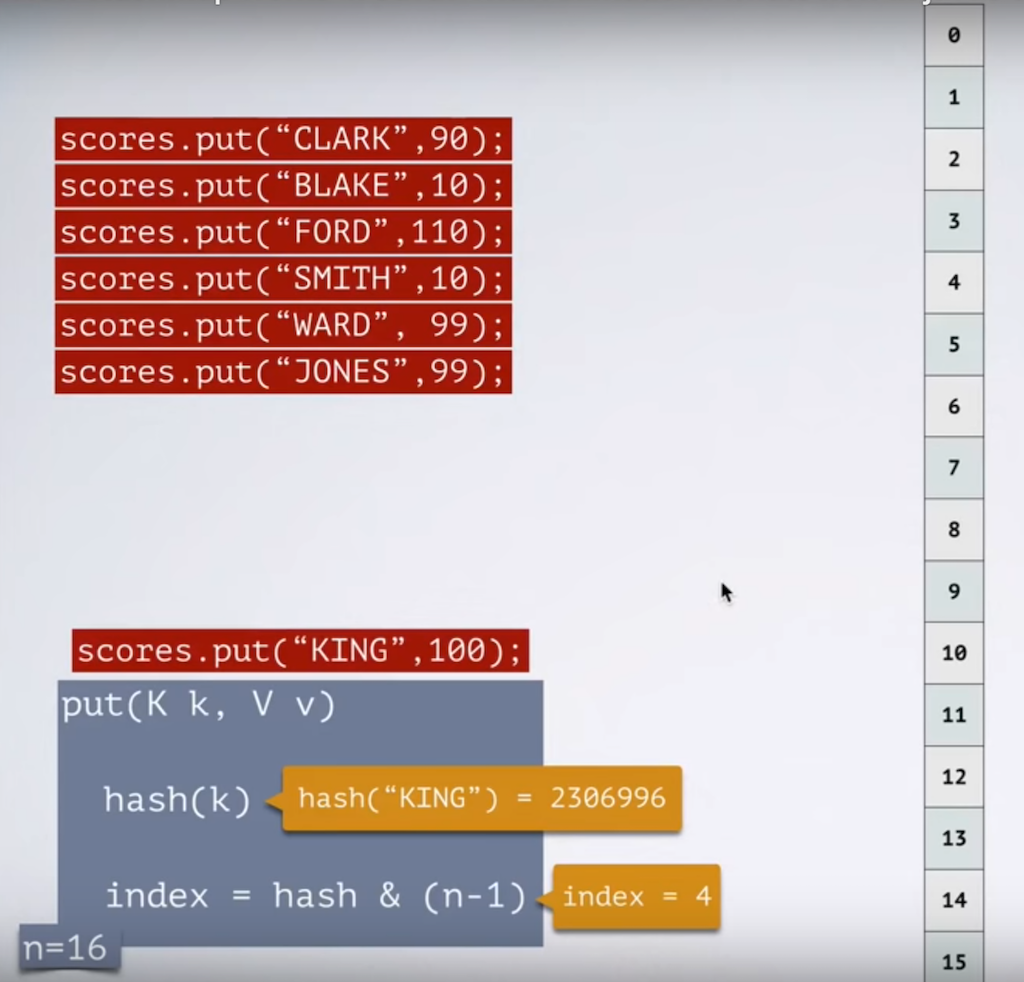 scores.put(“CLARK”,90);
scores.put(“BLAKE”,10);
scores.put(“FORD”,110);
scores.put(“SMITH”,10);
scores.put(“WARD”, 99);
scores.put(“JONES”,99);
scores.put(“KING”,100);
put(K k, V v)
hash(k)
hash(“KING”) = 2306996
index = hash & (n-1)
index = 4
n=16
0
1
2
3
4
5
6
7
8
9
10
11
12
13
14
15